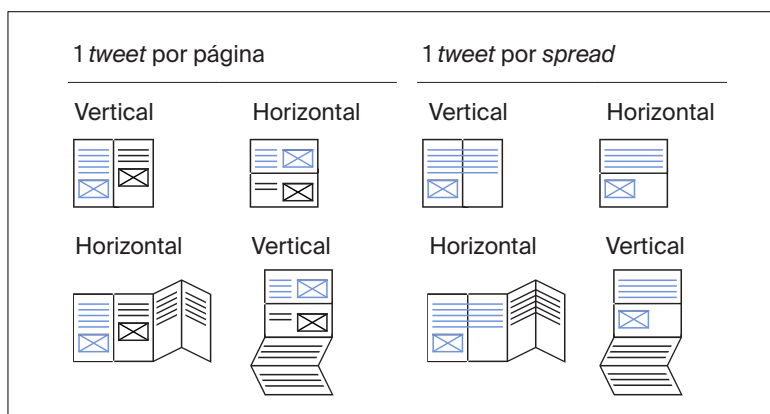 1 tweet por página
1 tweet por spread
Vertical
Horizontal
Vertical
Horizontal
Horizontal
Vertical
Horizontal
Vertical